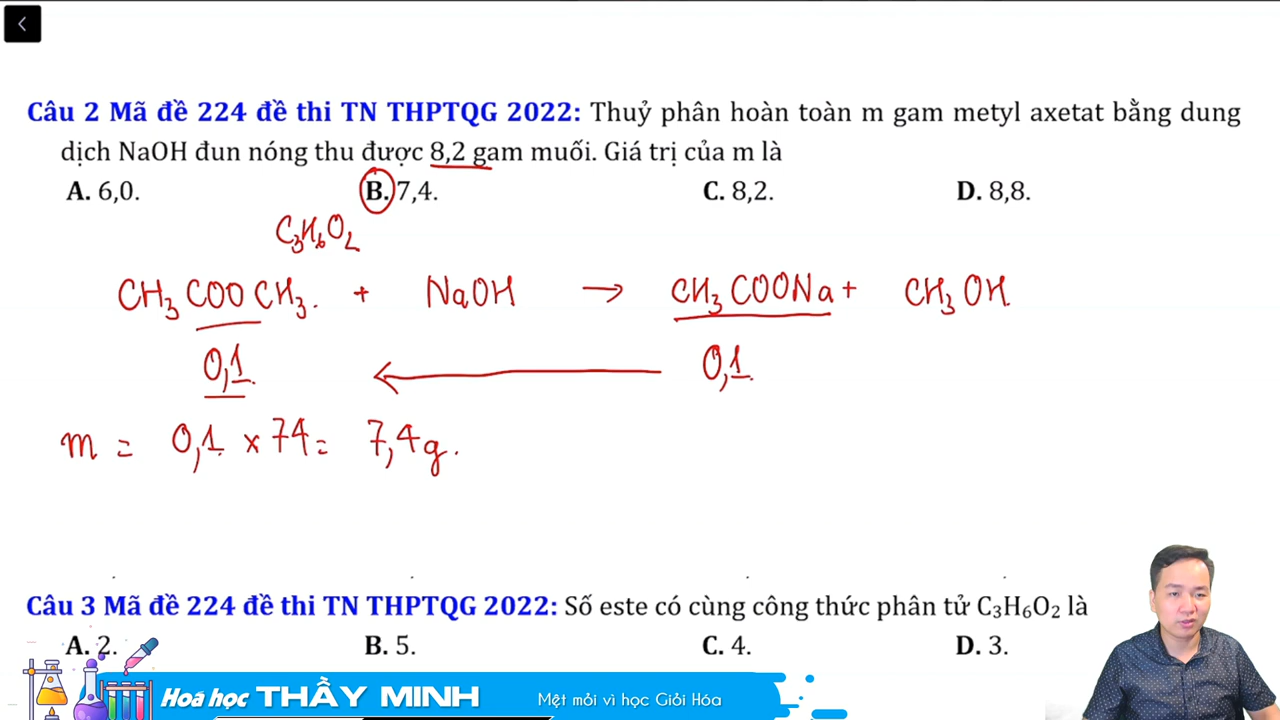 Câu 2 Mã đề 224 đề thi TN THPTQG 2022: Thuỷ phân hoàn toàn m gam metyl axetat bằng dung
dịch NaOH đun nóng thu được 8,2 gam muối. Giá trị của m là
A. 6,0. B. 7,4. C. 8,2. D. 8,8.
C₃H₆O₂
CH₃COOCH₃. + NaOH → CH₃COONa + CH₃OH
0,1 ← 0,1.
m = 0,1 × 74 = 7,4g.
Câu 3 Mã đề 224 đề thi TN THPTQG 2022: Số este có cùng công thức phân tử C₃H₆O₂ là
A. 2. B. 5. C. 4. D. 3.
Hoá học THẦY MINH Mệt mỏi vì học Giỏi Hóa